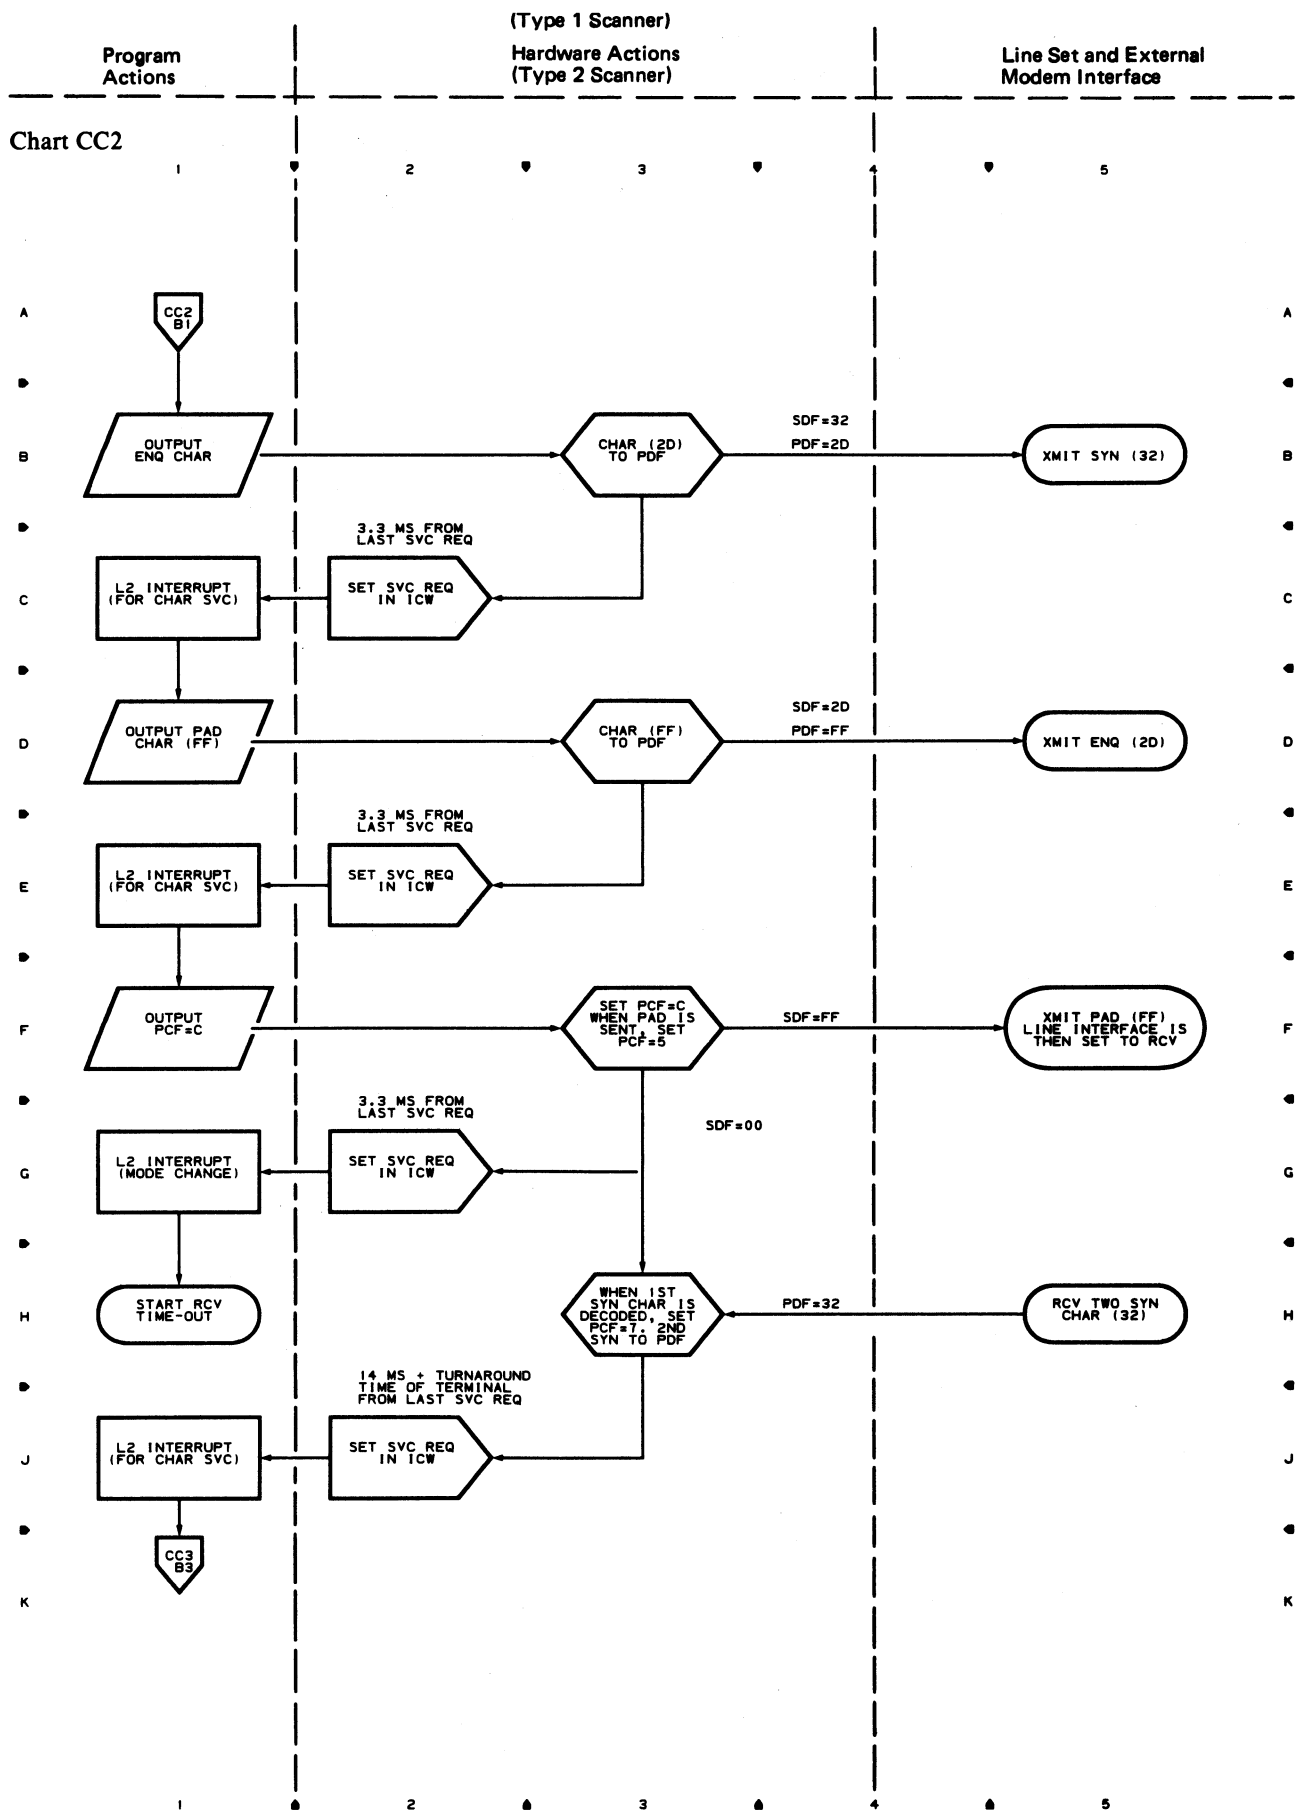 (Type 1 Scanner)
Program
Actions
Hardware Actions
(Type 2 Scanner)
Line Set and External
Modem Interface
Chart CC2
1 2 3 4 5
A A
CC2
B1
SDF=32
B B
OUTPUT
ENQ CHAR
CHAR (2D)
TO PDF
PDF=2D
XMIT SYN (32)
3.3 MS FROM
LAST SVC REQ
C C
L2 INTERRUPT
(FOR CHAR SVC)
SET SVC REQ
IN ICW
SDF=2D
D D
OUTPUT PAD
CHAR (FF)
CHAR (FF)
TO PDF
PDF=FF
XMIT ENQ (2D)
3.3 MS FROM
LAST SVC REQ
E E
L2 INTERRUPT
(FOR CHAR SVC)
SET SVC REQ
IN ICW
F F
OUTPUT
PCF=C
SET PCF=C
WHEN PAD IS
SENT, SET
PCF=5
SDF=FF
XMIT PAD (FF)
LINE INTERFACE IS
THEN SET TO RCV
3.3 MS FROM
LAST SVC REQ
SDF=00
G G
L2 INTERRUPT
(MODE CHANGE)
SET SVC REQ
IN ICW
H H
START RCV
TIME-OUT
WHEN 1ST
SYN CHAR IS
DECODED, SET
PCF=7. 2ND
SYN TO PDF
PDF=32
RCV TWO SYN
CHAR (32)
14 MS + TURNAROUND
TIME OF TERMINAL
FROM LAST SVC REQ
J J
L2 INTERRUPT
(FOR CHAR SVC)
SET SVC REQ
IN ICW
CC3
B3
K K
1 2 3 4 5